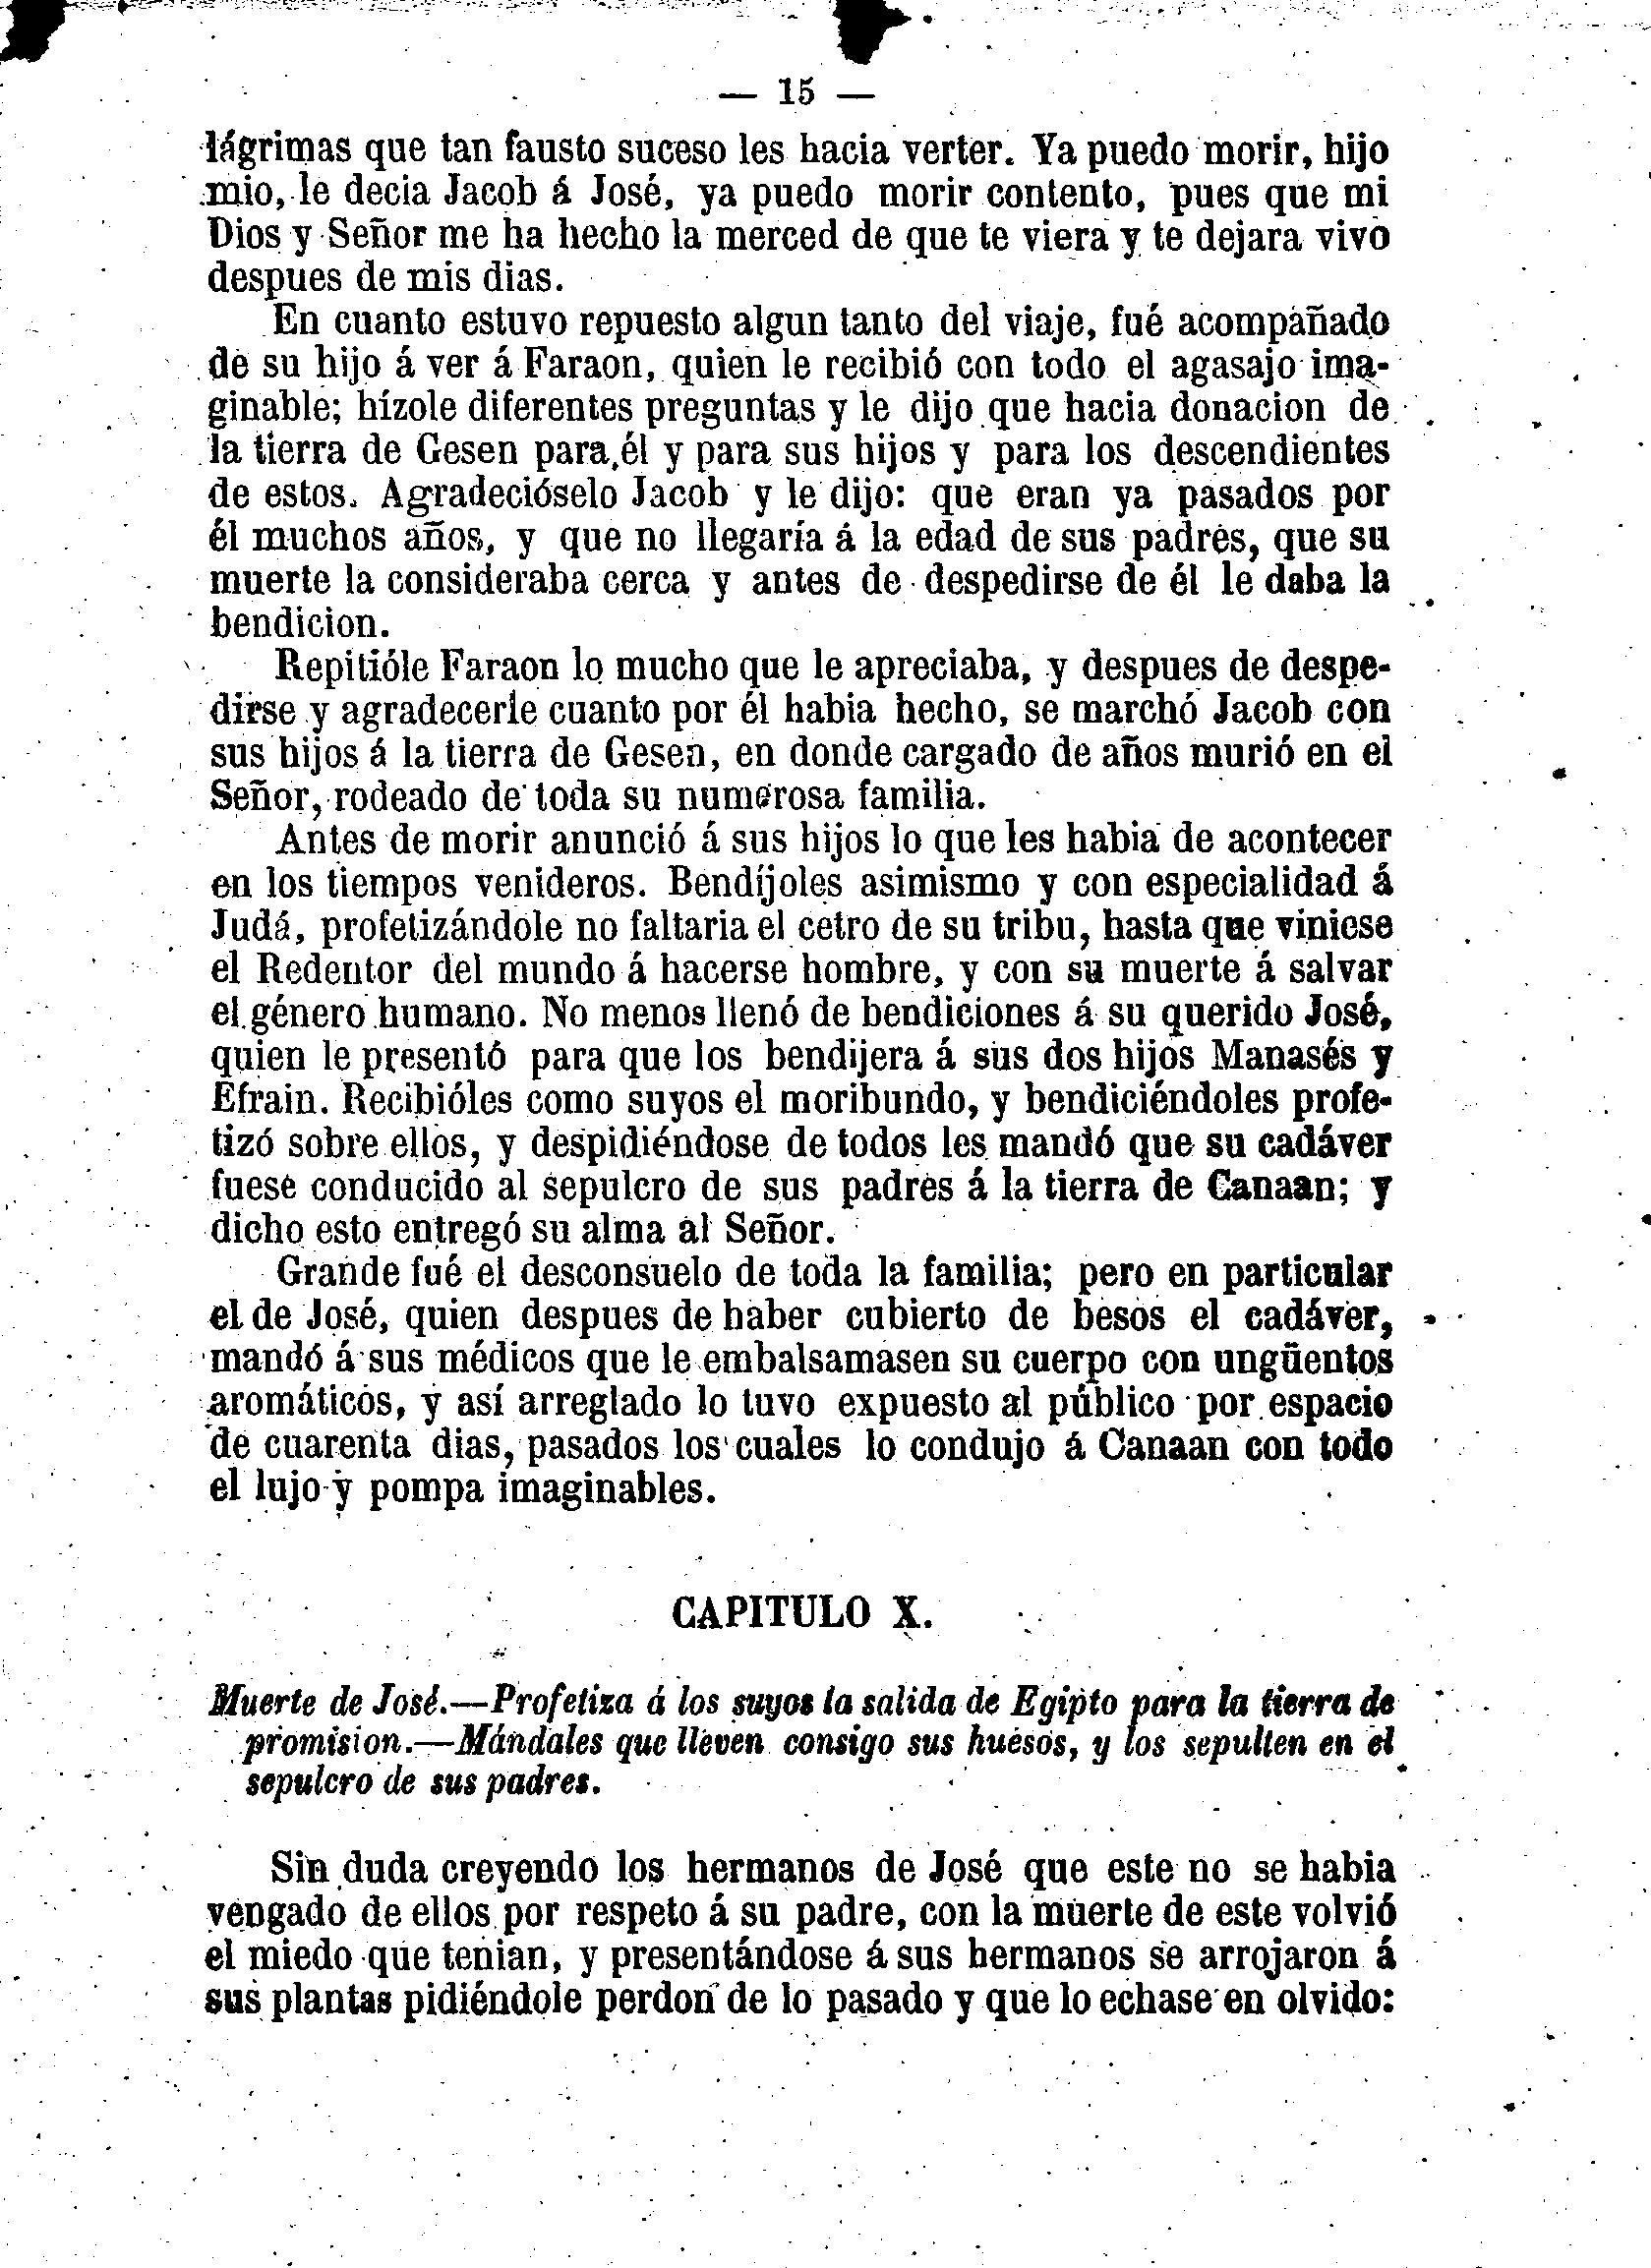 — 15 —
lágrimas que tan fausto suceso les hacia verter. Ya puedo morir, hijo
mio, le decia Jacob á José, ya puedo morir contento, pues que mi
Dios y Señor me ha hecho la merced de que te viera y te dejara vivo
despues de mis dias.
En cuanto estuvo repuesto algun tanto del viaje, fué acompañado
de su hijo á ver á Faraon, quien le recibió con todo el agasajo ima-
ginable; hízole diferentes preguntas y le dijo que hacia donacion de
la tierra de Gesen para él y para sus hijos y para los descendientes
de estos. Agradecióselo Jacob y le dijo: que eran ya pasados por
él muchos años, y que no llegaría á la edad de sus padres, que su
muerte la consideraba cerca y antes de despedirse de él le daba la
bendicion.
Repitióle Faraon lo mucho que le apreciaba, y despues de despe-
dirse y agradecerle cuanto por él habia hecho, se marchó Jacob con
sus hijos á la tierra de Gesen, en donde cargado de años murió en el
Señor, rodeado de toda su numerosa familia.
Antes de morir anunció á sus hijos lo que les habia de acontecer
en los tiempos venideros. Bendíjoles asimismo y con especialidad á
Judá, profetizándole no faltaria el cetro de su tribu, hasta que viniese
el Redentor del mundo á hacerse hombre, y con su muerte á salvar
el género humano. No menos llenó de bendiciones á su querido José,
quien le presentó para que los bendijera á sus dos hijos Manasés y
Efrain. Recibióles como suyos el moribundo, y bendiciéndoles profe-
tizó sobre ellos, y despidiéndose de todos les mandó que su cadáver
fuese conducido al sepulcro de sus padres á la tierra de Canaan; y
dicho esto entregó su alma al Señor.
Grande fué el desconsuelo de toda la familia; pero en particular
el de José, quien despues de haber cubierto de besos el cadáver,
mandó á sus médicos que le embalsamasen su cuerpo con ungüentos
aromáticos, y así arreglado lo tuvo expuesto al público por espacio
de cuarenta dias, pasados los cuales lo condujo á Canaan con todo
el lujo y pompa imaginables.
CAPITULO X.
Muerte de José.—Profetiza á los suyos la salida de Egipto para la tierra de
promision.—Mándales que lleven consigo sus huesos, y los sepulten en el
sepulcro de sus padres.
Sin duda creyendo los hermanos de José que este no se habia
vengado de ellos por respeto á su padre, con la muerte de este volvió
el miedo que tenian, y presentándose á sus hermanos se arrojaron á
sus plantas pidiéndole perdon de lo pasado y que lo echase en olvido: